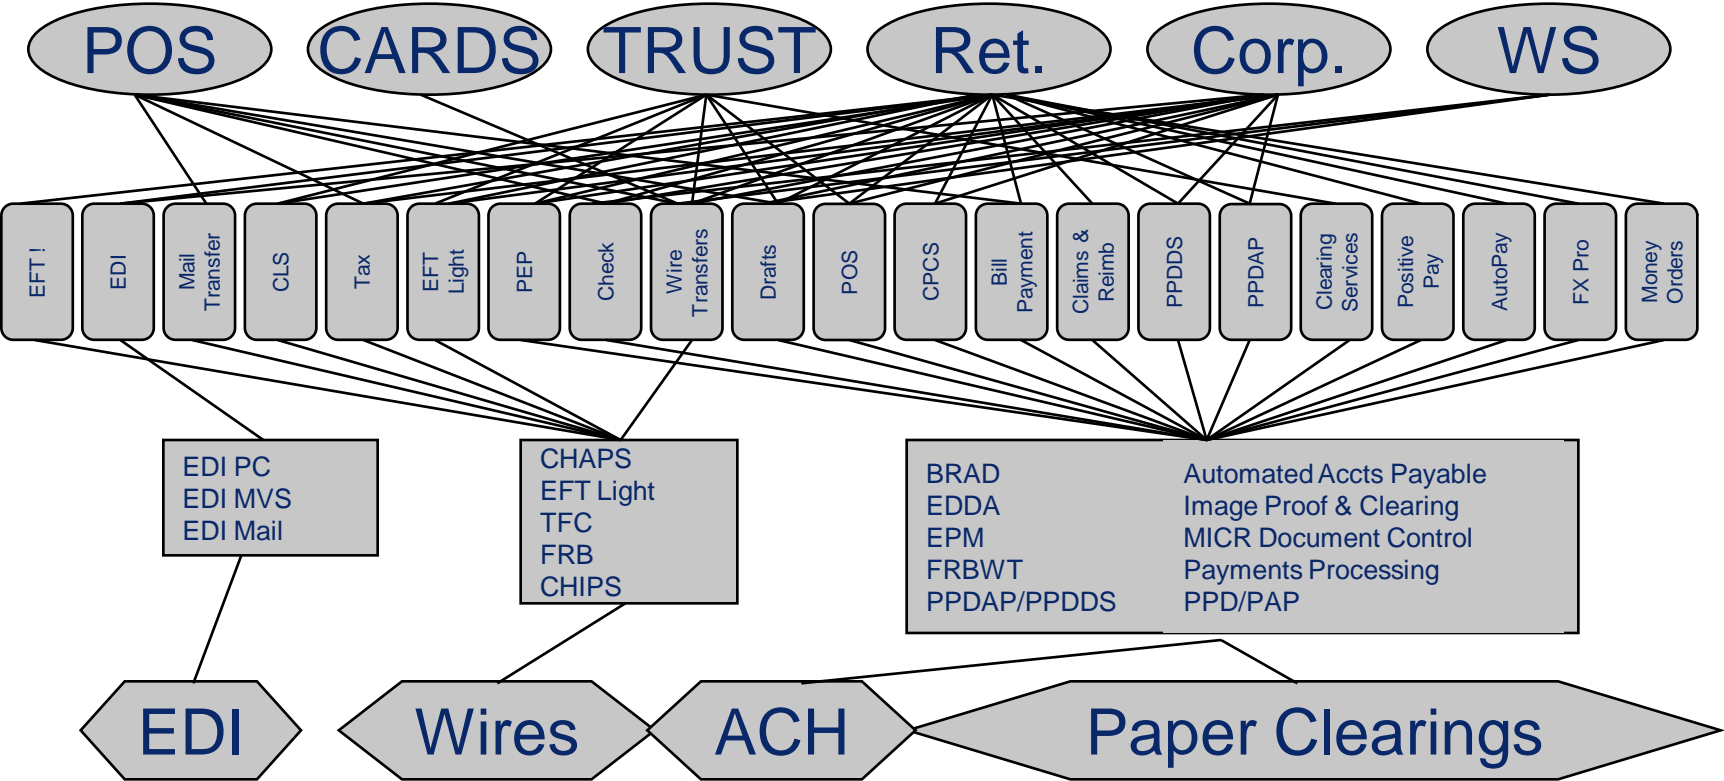 POS
CARDS
TRUST
Ret.
Corp.
WS
EFT !
EDI
Mail
Transfer
CLS
Tax
EFT
Light
PEP
Check
Wire
Transfers
Drafts
POS
CPCS
Bill
Payment
Claims &
Reimb
PPDDS
PPDAP
Clearing
Services
Positive
Pay
AutoPay
FX Pro
Money
Orders
EDI PC
EDI MVS
EDI Mail
CHAPS
EFT Light
TFC
FRB
CHIPS
BRAD
EDDA
EPM
FRBWT
PPDAP/PPDDS
Automated Accts Payable
Image Proof & Clearing
MICR Document Control
Payments Processing
PPD/PAP
EDI
Wires
ACH
Paper Clearings